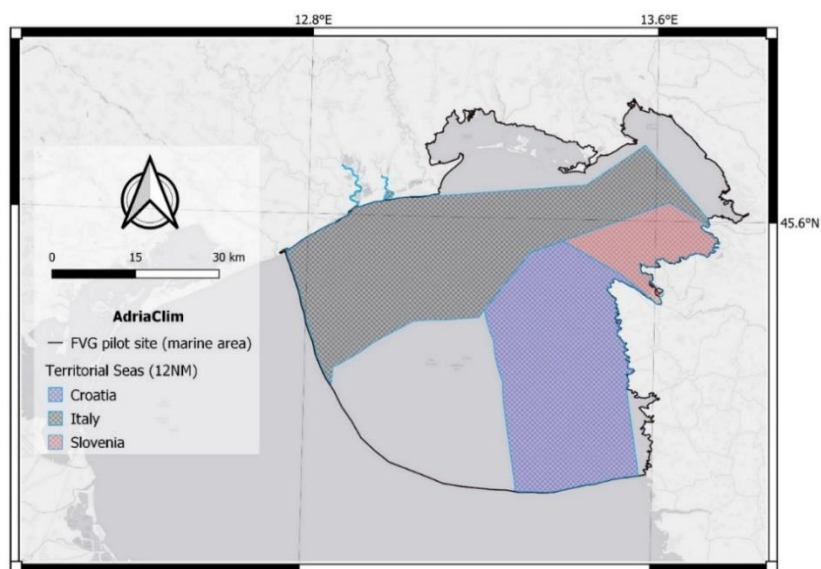 12.8°E 13.6°E
45.6°N
0 15 30 km
AdriaClim
FVG pilot site (marine area)
Territorial Seas (12NM)
Croatia
Italy
Slovenia